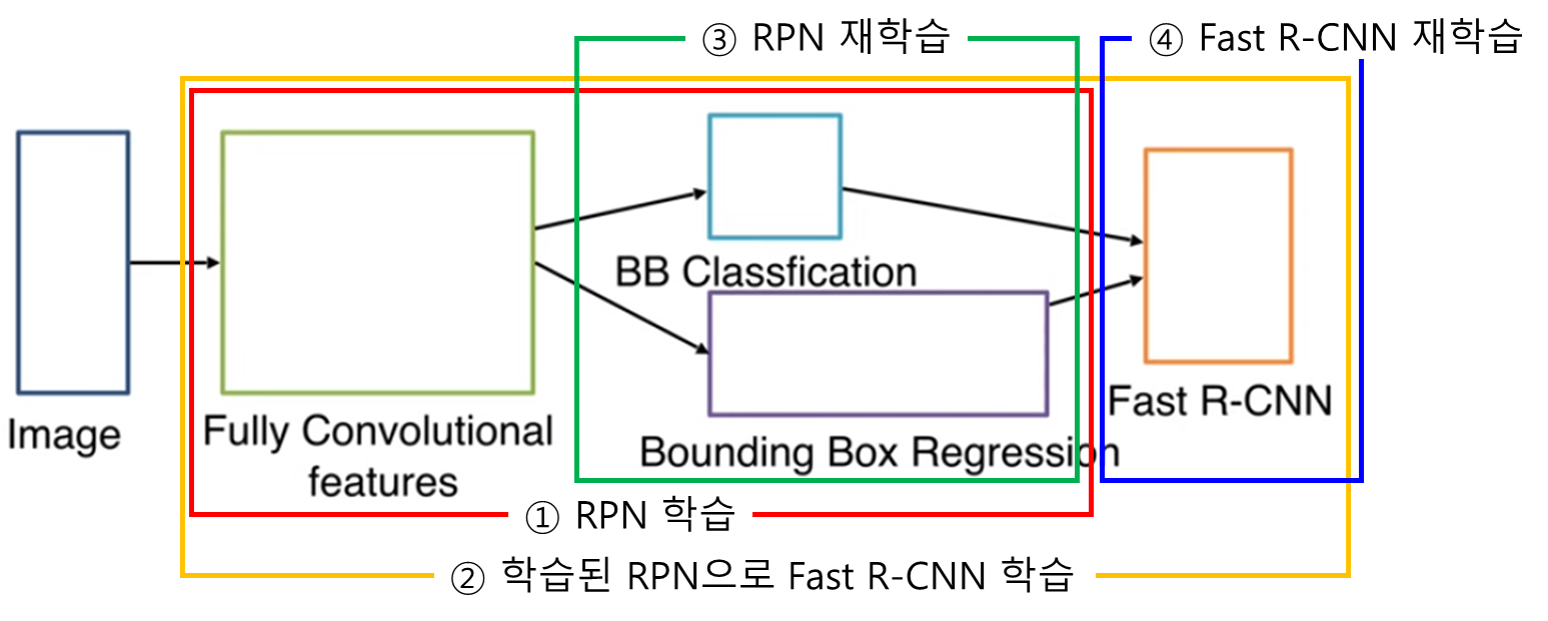 ③ RPN 재학습
④ Fast R-CNN 재학습
BB Classfication
Image
Fully Convolutional
features
Bounding Box Regression
Fast R-CNN
① RPN 학습
② 학습된 RPN으로 Fast R-CNN 학습